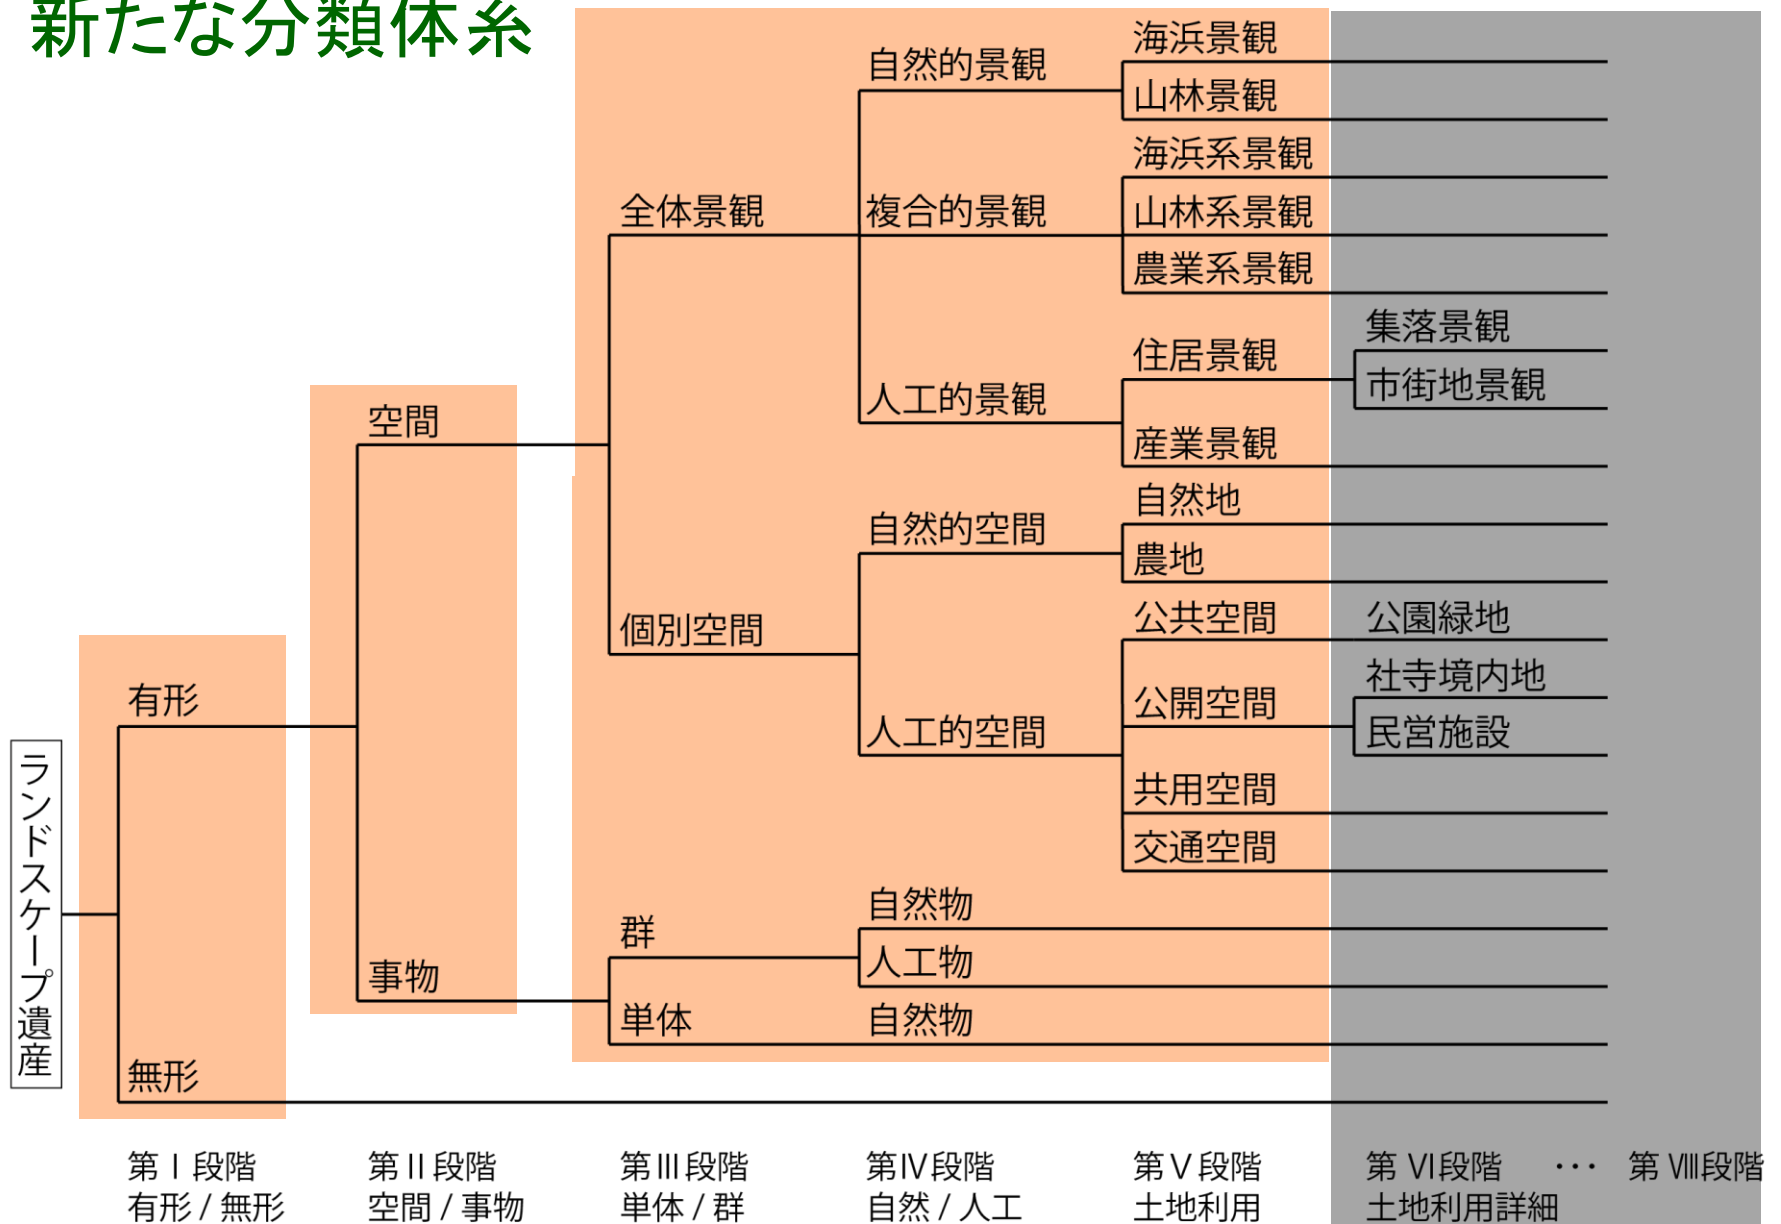 新たな分類体系
ランドスケープ遺産
有形
無形
空間
事物
全体景観
個別空間
群
単体
自然的景観
複合的景観
人工的景観
自然的空間
人工的空間
自然物
人工物
自然物
海浜景観
山林景観
海浜系景観
山林系景観
農業系景観
住居景観
産業景観
自然地
農地
公共空間
公開空間
共用空間
交通空間
集落景観
市街地景観
公園緑地
社寺境内地
民営施設
第Ⅰ段階
有形 / 無形
第Ⅱ段階
空間 / 事物
第Ⅲ段階
単体 / 群
第Ⅳ段階
自然 / 人工
第Ⅴ段階
土地利用
第Ⅵ段階
土地利用詳細
…
第Ⅷ段階